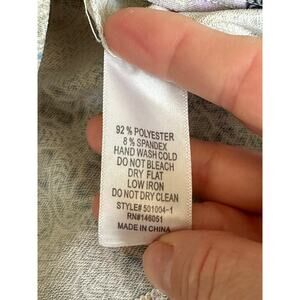 92 % POLYESTER
8 % SPANDEX
HAND WASH COLD
DO NOT BLEACH
DRY FLAT
LOW IRON
DO NOT DRY CLEAN
STYLE# 501004-1
RN#146051
MADE IN CHINA